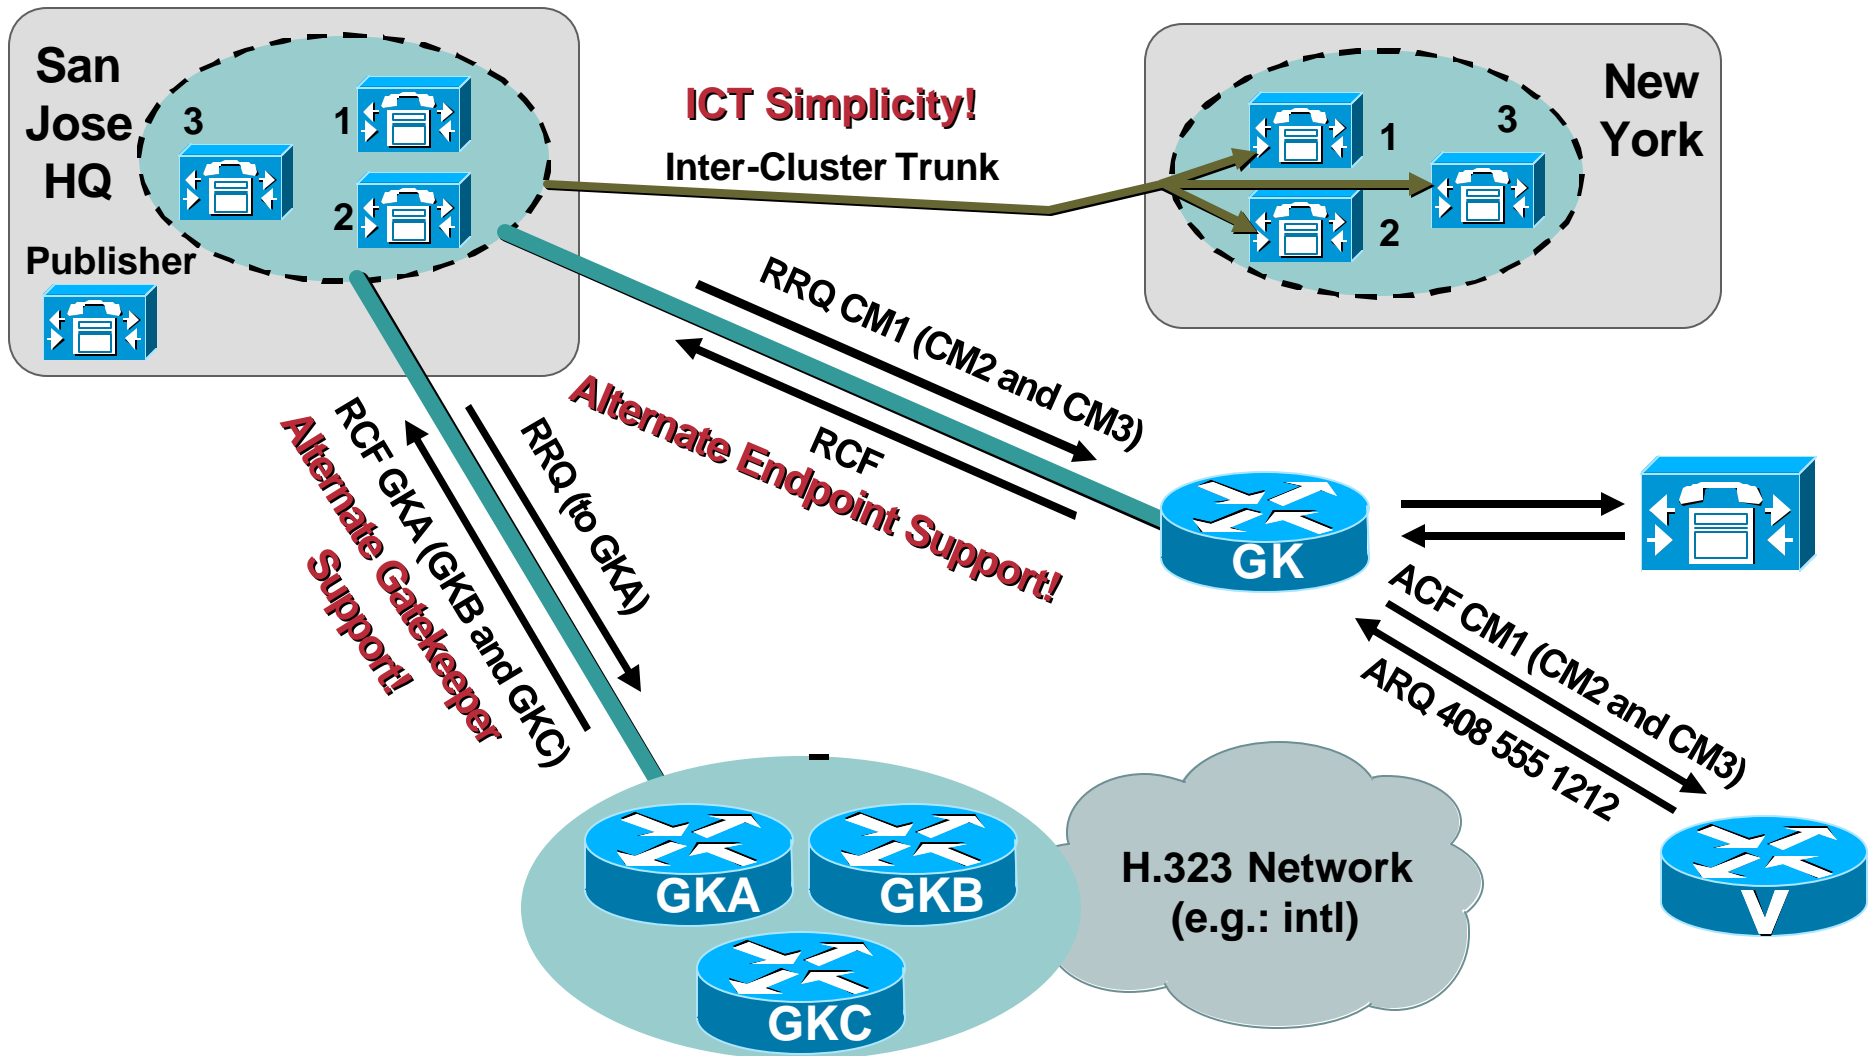 San
Jose
HQ
3
1
2
Publisher
ICT Simplicity!
Inter-Cluster Trunk
New
York
1
3
2
RRQ CM1 (CM2 and CM3)
RCF
Alternate Endpoint Support!
RRQ (to GKA)
RCF GKA (GKB and GKC)
Alternate Gatekeeper
Support!
GK
ACF CM1 (CM2 and CM3)
ARQ 408 555 1212
GKA
GKB
GKC
H.323 Network
(e.g.: intl)
V